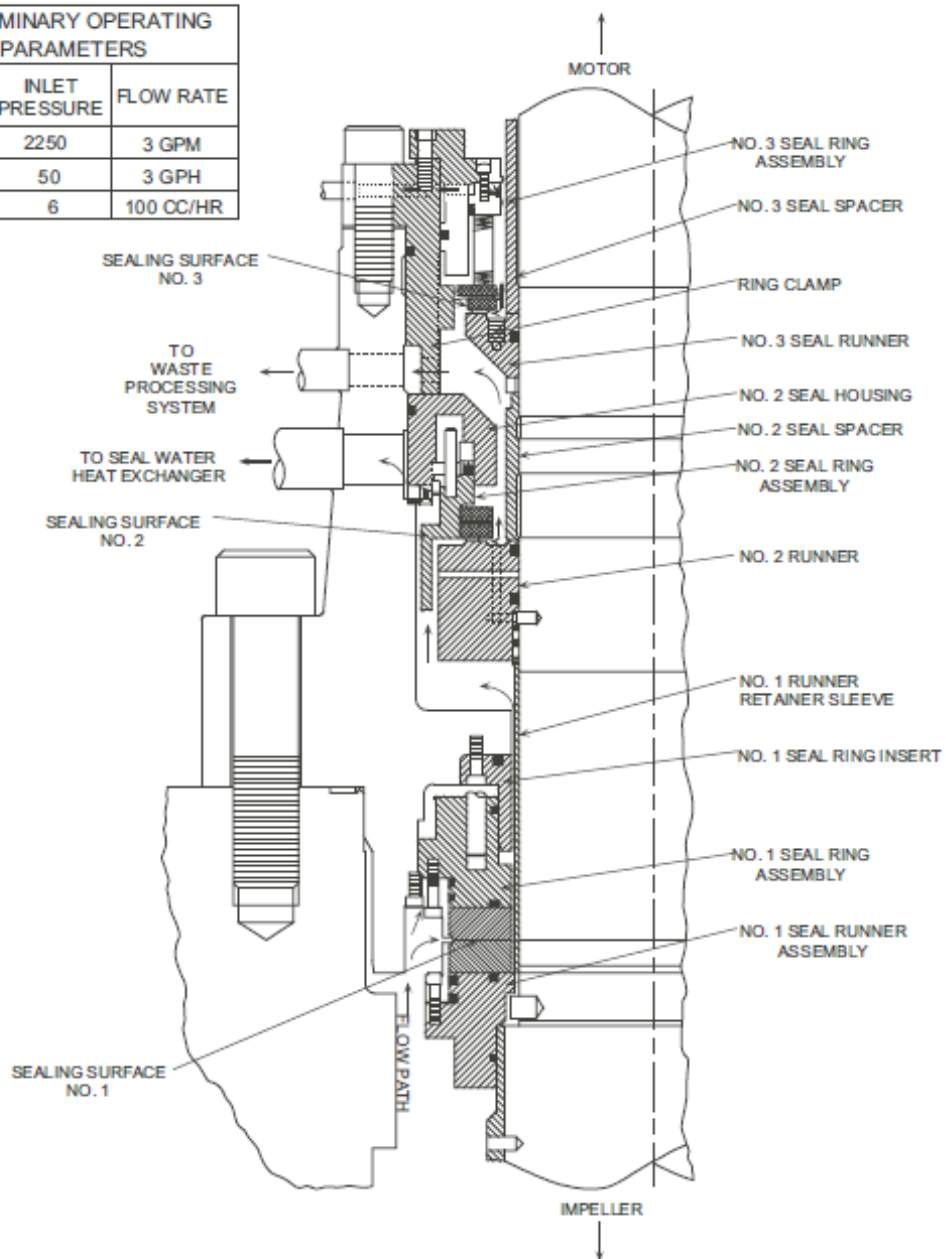 MINARY OPERATING
PARAMETERS
INLET
PRESSURE
FLOW RATE
2250
3 GPM
50
3 GPH
6
100 CC/HR
MOTOR
NO. 3 SEAL RING
ASSEMBLY
NO. 3 SEAL SPACER
SEALING SURFACE
NO. 3
RING CLAMP
NO. 3 SEAL RUNNER
TO
WASTE
PROCESSING
SYSTEM
NO. 2 SEAL HOUSING
NO. 2 SEAL SPACER
TO SEAL WATER
HEAT EXCHANGER
NO. 2 SEAL RING
ASSEMBLY
SEALING SURFACE
NO. 2
NO. 2 RUNNER
NO. 1 RUNNER
RETAINER SLEEVE
NO. 1 SEAL RING INSERT
NO. 1 SEAL RING
ASSEMBLY
NO. 1 SEAL RUNNER
ASSEMBLY
FLOW PATH
SEALING SURFACE
NO. 1
IMPELLER